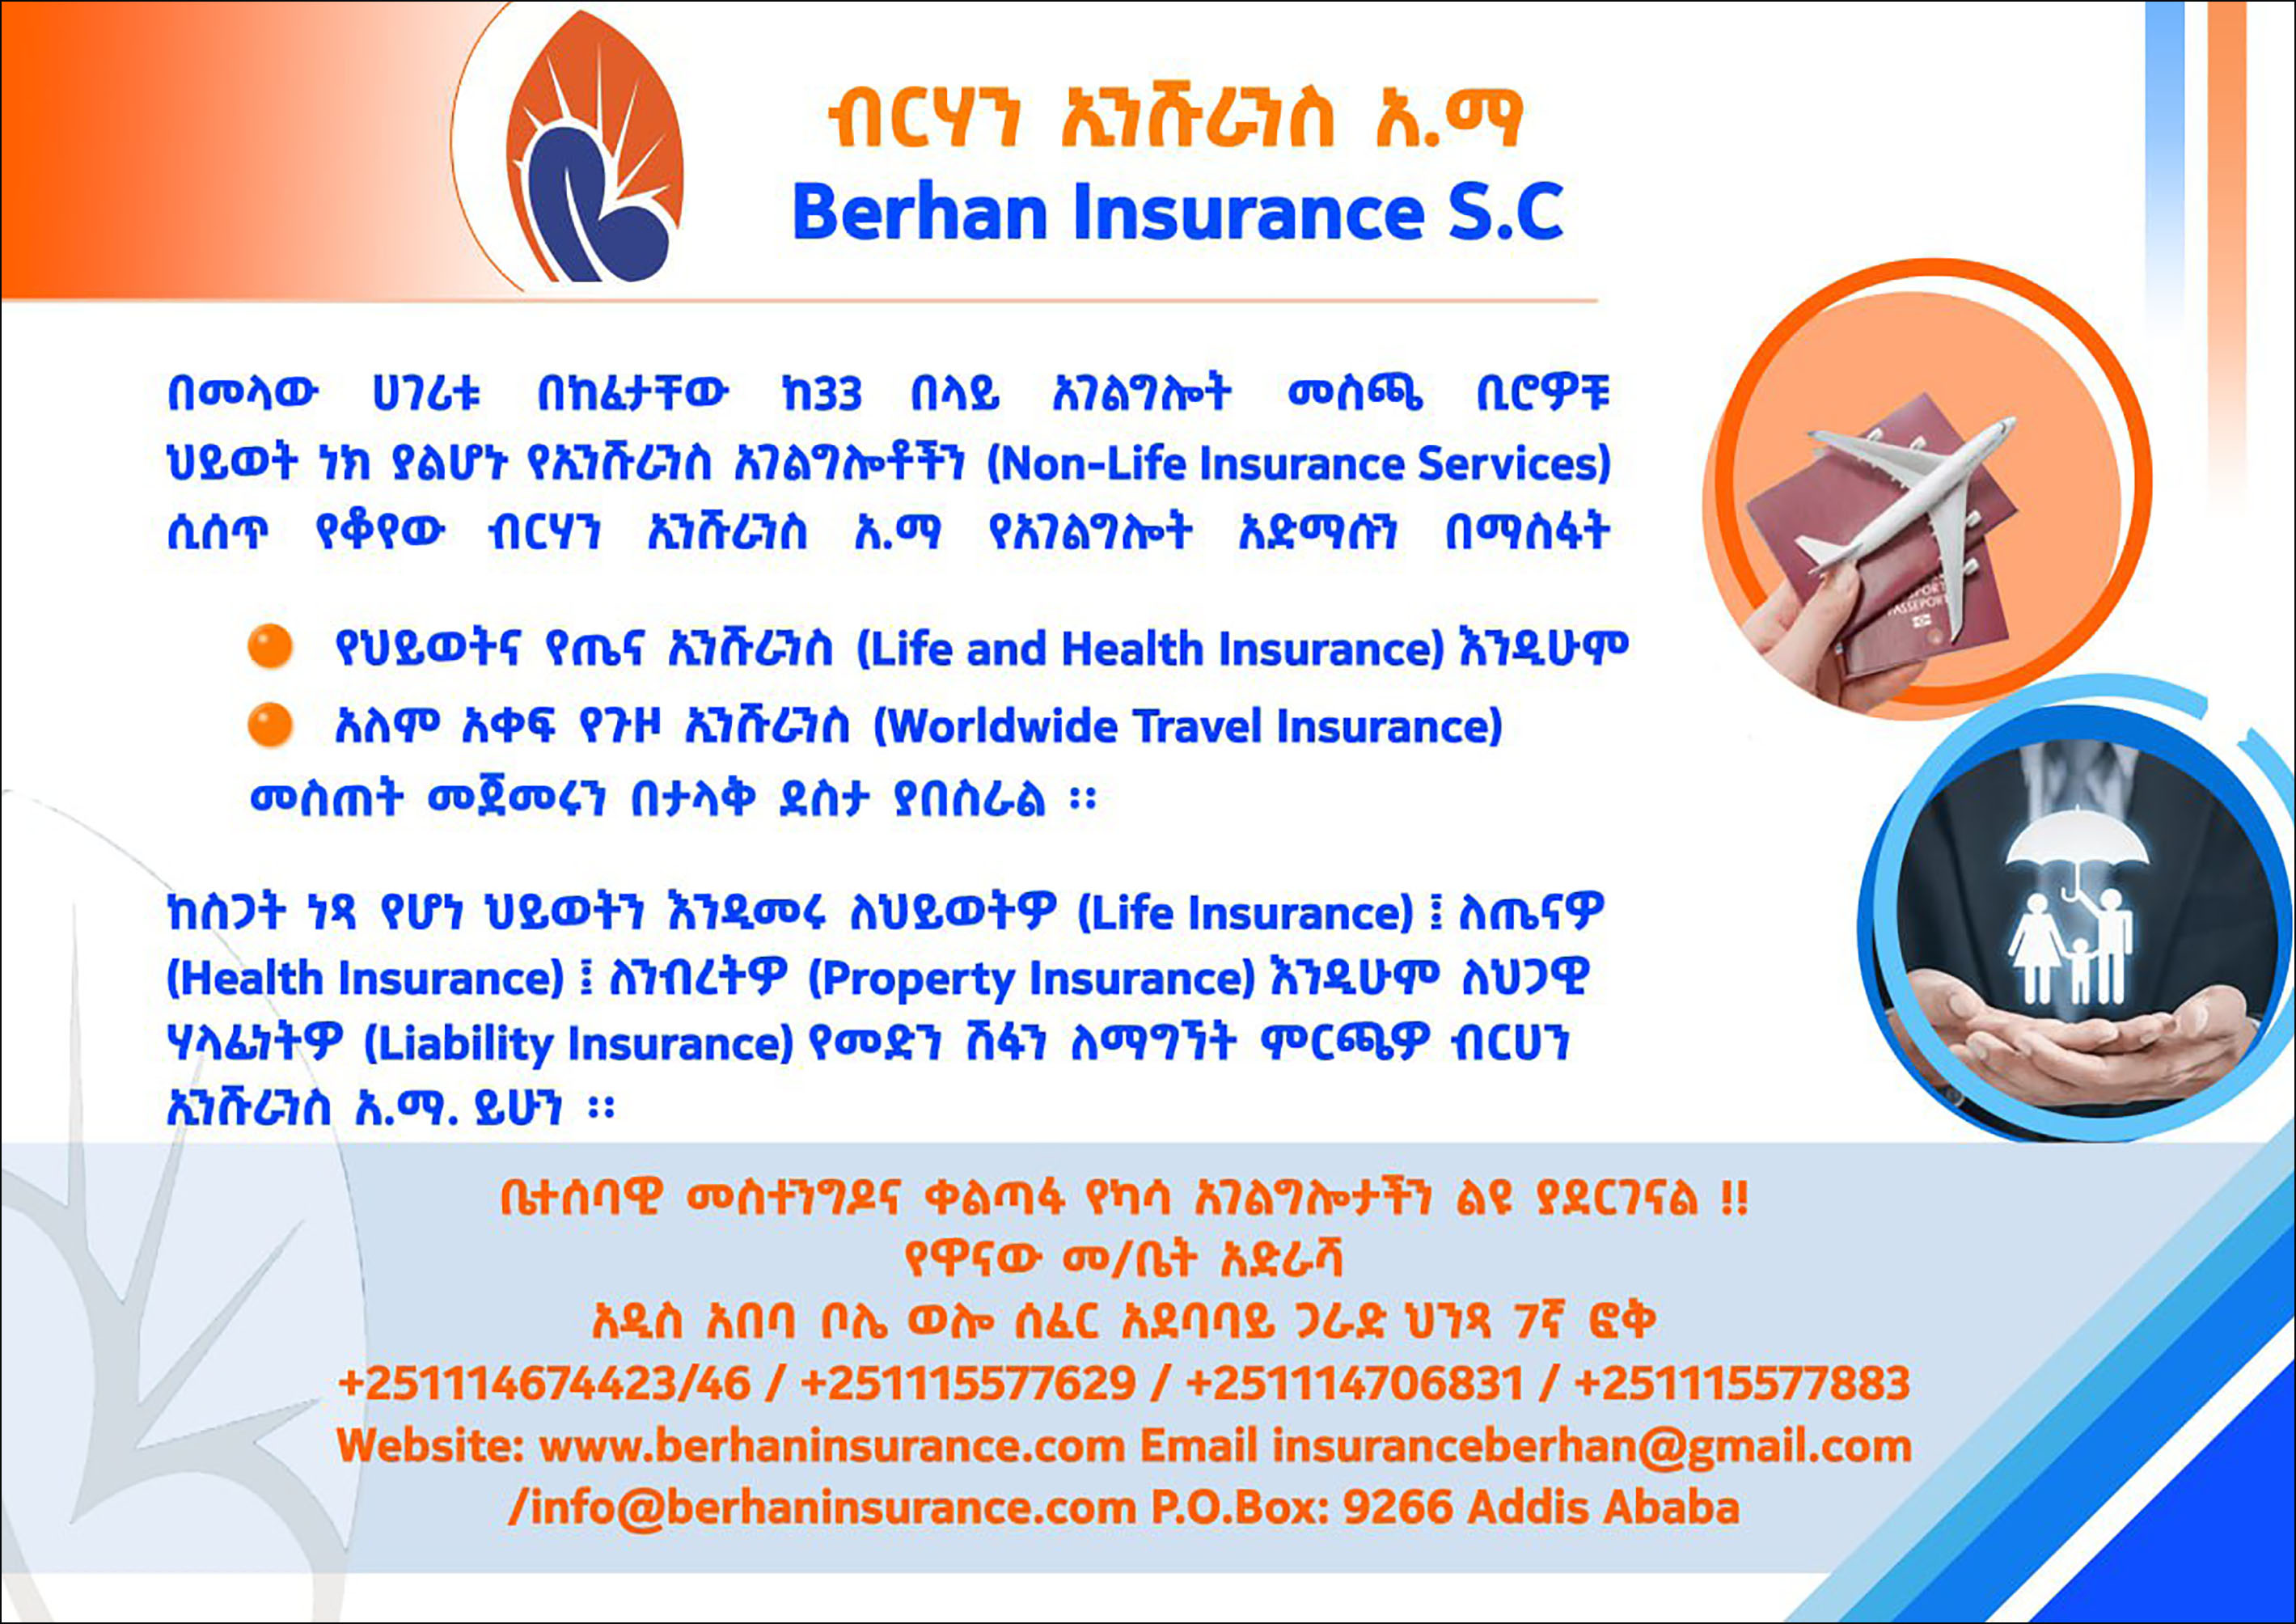 ብርሃን ኢንሹራንስ አ.ማ
Berhan Insurance S.C
በመላው ሀገሪቱ በከፈታቸው ከ33 በላይ አገልግሎት መስጫ ቢሮዎቹ
ህይወት ነክ ያልሆኑ የኢንሹራንስ አገልግሎቶችን (Non-Life Insurance Services)
ሲሰጥ የቆየው ብርሃን ኢንሹራንስ አ.ማ የአገልግሎት አድማሱን በማስፋት
የህይወትና የጤና ኢንሹራንስ (Life and Health Insurance) እንዲሁም
አለም አቀፍ የጉዞ ኢንሹራንስ (Worldwide Travel Insurance)
መስጠት መጀመሩን በታላቅ ደስታ ያበስራል ።
ከስጋት ነጻ የሆነ ህይወትን እንዲመሩ ለህይወትዎ (Life Insurance) ፤ ለጤናዎ
(Health Insurance) ፤ ለንብረትዎ (Property Insurance) እንዲሁም ለህጋዊ
ሃላፊነትዎ (Liability Insurance) የመድን ሽፋን ለማግኘት ምርጫዎ ብርሀን
ኢንሹራንስ አ.ማ. ይሁን ።
ቤተሰባዊ መስተንግዶና ቀልጣፋ የካሳ አገልግሎታችን ልዩ ያደርገናል !!
የዋናው መ/ቤት አድራሻ
አዲስ አበባ ቦሌ ወሎ ሰፈር አደባባይ ጋራድ ህንጻ 7ኛ ፎቅ
+251114674423/46 / +251115577629 / +251114706831 / +251115577883
Website: www.berhaninsurance.com Email insuranceberhan@gmail.com
/info@berhaninsurance.com P.O.Box: 9266 Addis Ababa